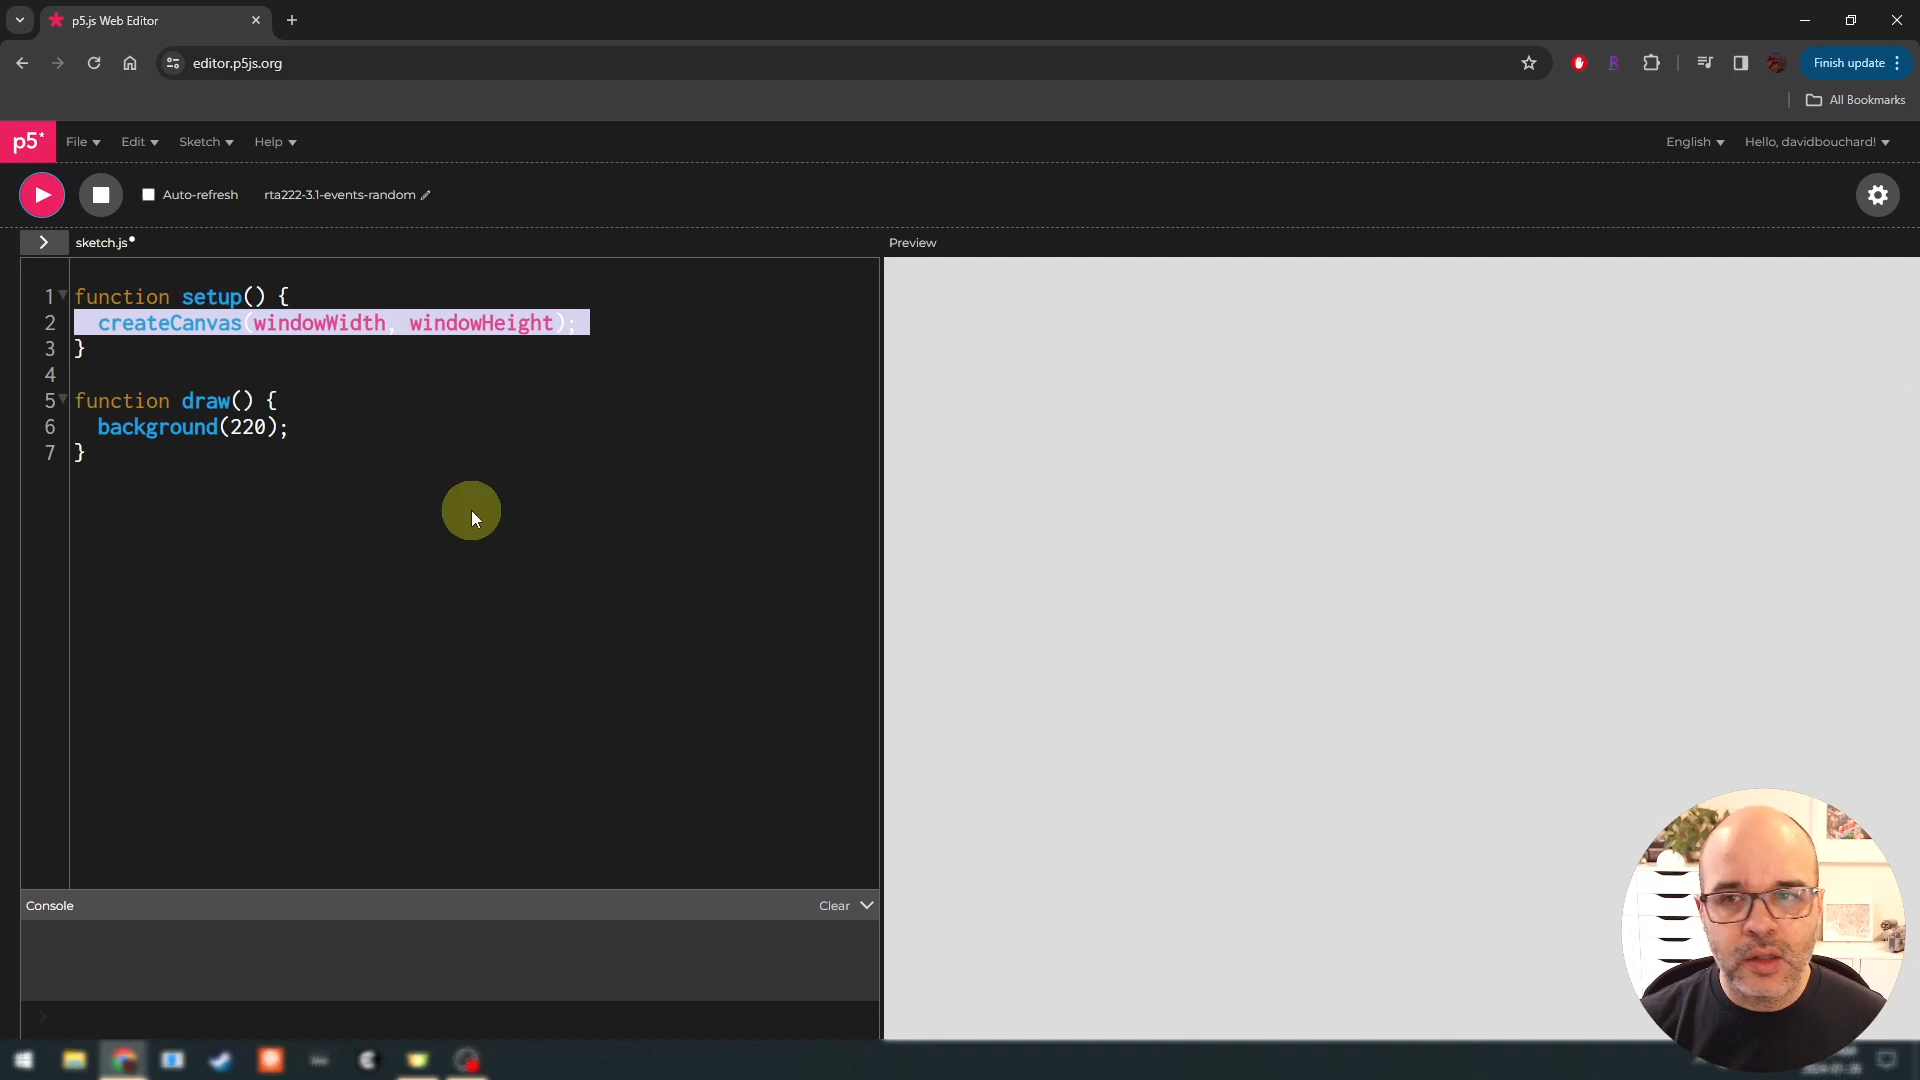 p5.js Web Editor
editor.p5js.org
Finish update
All Bookmarks
p5* File Edit Sketch Help English Hello, davidbouchard!
Auto-refresh rta222-3.1-events-random
sketch.js Preview
1 function setup() {
2 createCanvas(windowWidth, windowHeight);
3 }
4
5 function draw() {
6 background(220);
7 }
Console Clear
>